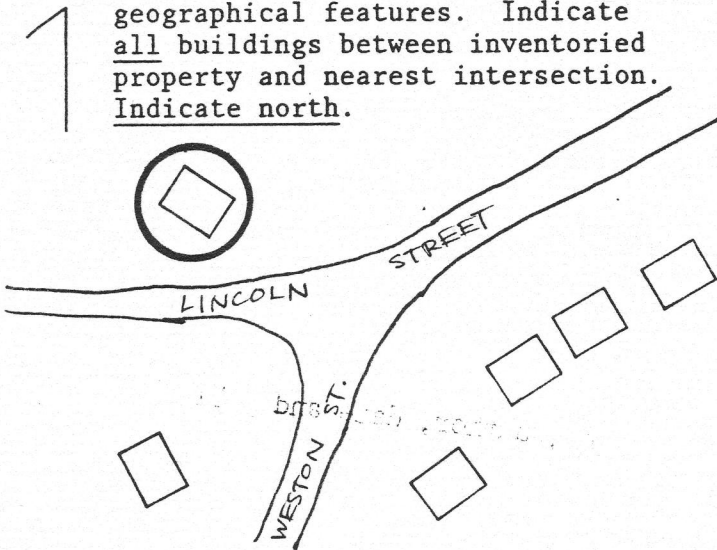 geographical features. Indicate
all buildings between inventoried
property and nearest intersection.
Indicate north.
LINCOLN STREET
WESTON ST.